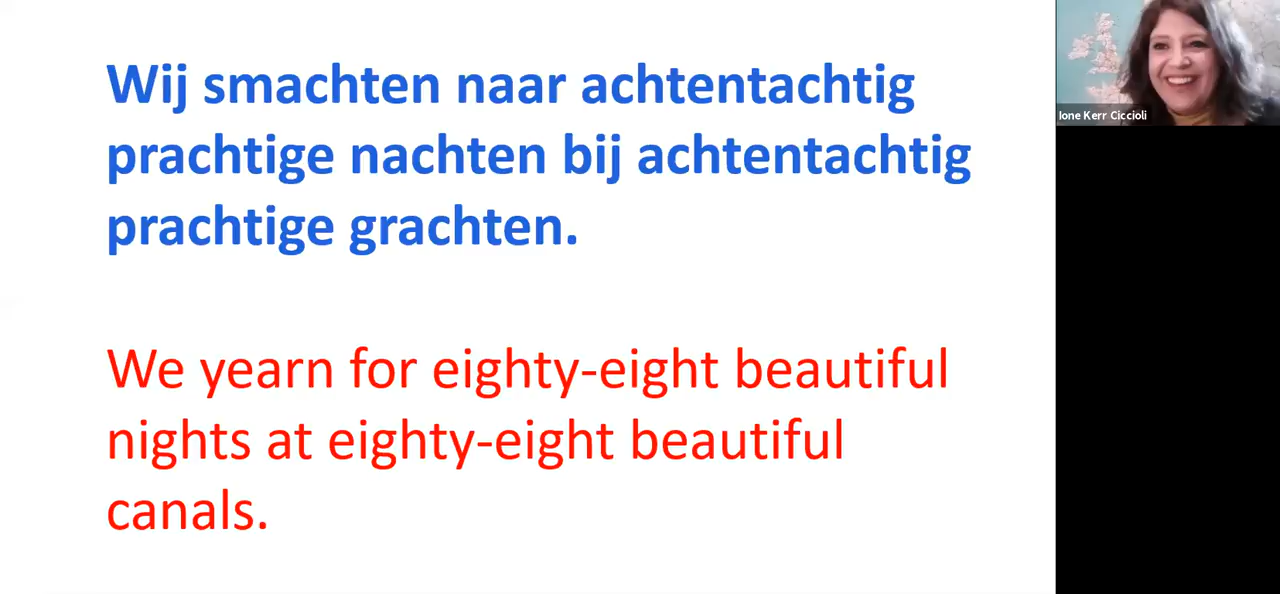 Wij smachten naar achtentachtig
prachtige nachten bij achtentachtig
prachtige grachten.
We yearn for eighty-eight beautiful
nights at eighty-eight beautiful
canals.
Ione Kerr Ciccioli